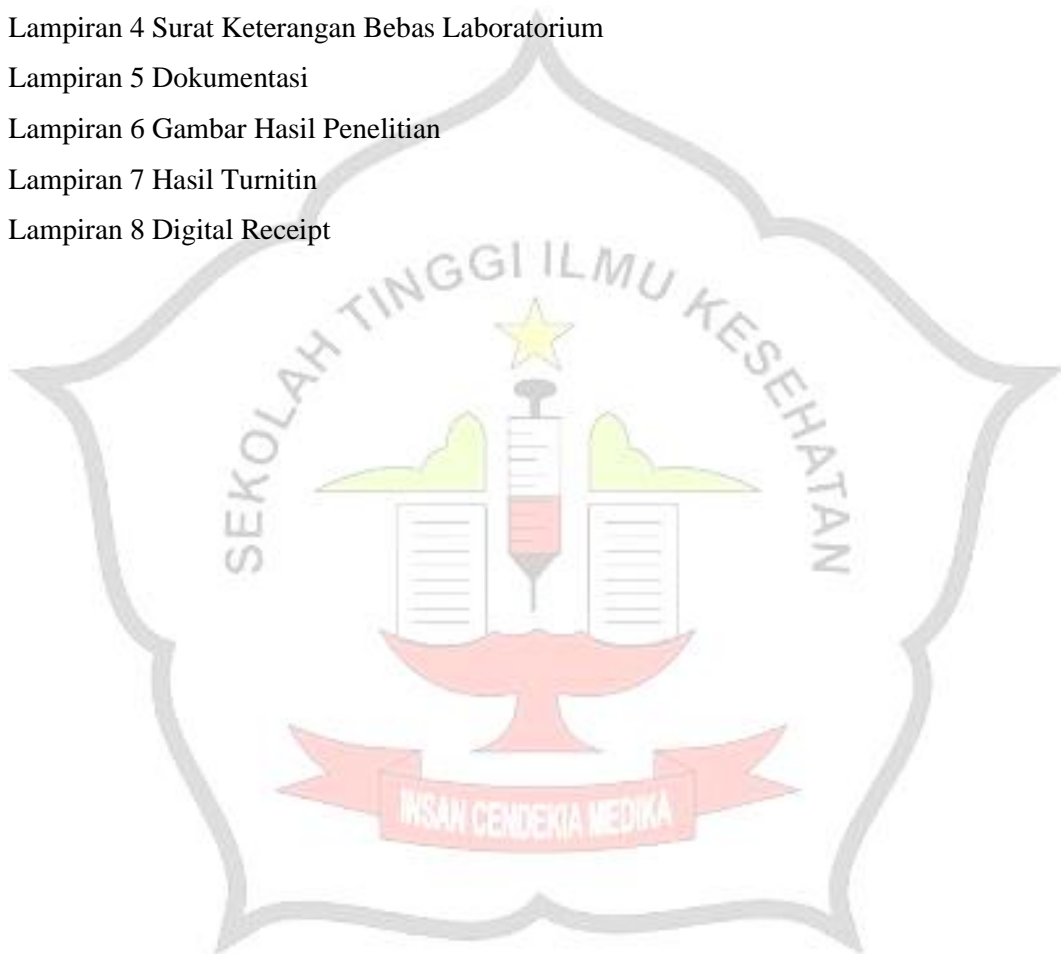 Lampiran 4 Surat Keterangan Bebas Laboratorium
Lampiran 5 Dokumentasi
Lampiran 6 Gambar Hasil Penelitian
Lampiran 7 Hasil Turnitin
Lampiran 8 Digital Receipt
SEKOLAH TINGGI ILMU KESEHATAN
INSAN CENDEKIA MEDIKA